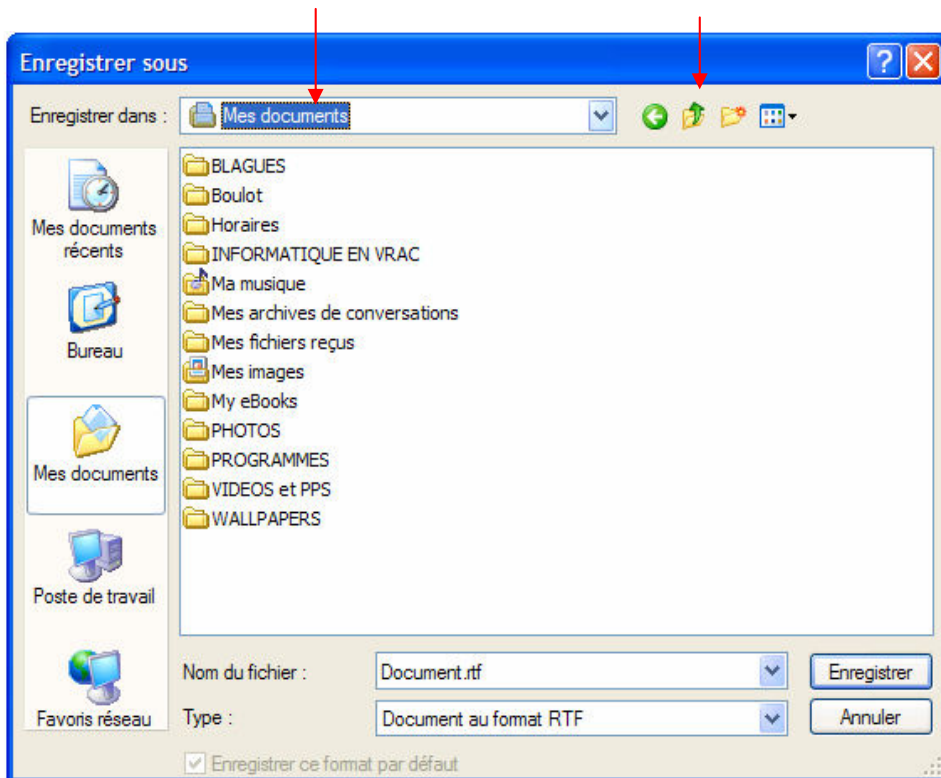 Enregistrer sous
Enregistrer dans :
Mes documents
Mes documents
récents
Bureau
Mes documents
Poste de travail
Favoris réseau
BLAGUES
Boulot
Horaires
INFORMATIQUE EN VRAC
Ma musique
Mes archives de conversations
Mes fichiers reçus
Mes images
My eBooks
PHOTOS
PROGRAMMES
VIDEOS et PPS
WALLPAPERS
Nom du fichier :
Document.rtf
Enregistrer
Type :
Document au format RTF
Annuler
Enregistrer ce format par défaut